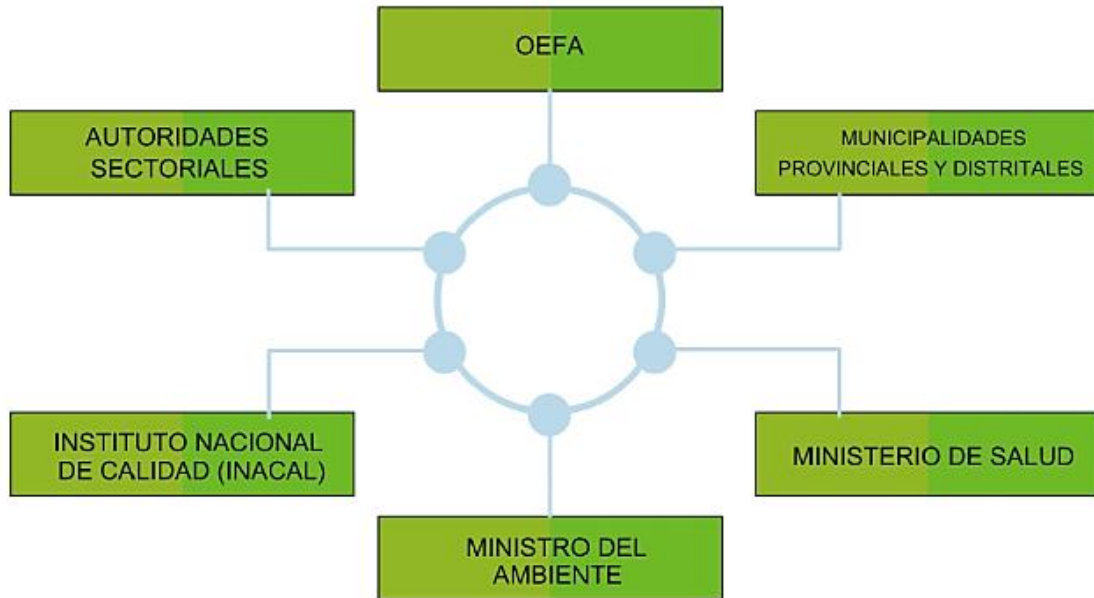 OEFA
AUTORIDADES
SECTORIALES
MUNICIPALIDADES
PROVINCIALES Y DISTRITALES
INSTITUTO NACIONAL
DE CALIDAD (INACAL)
MINISTERIO DE SALUD
MINISTRO DEL
AMBIENTE